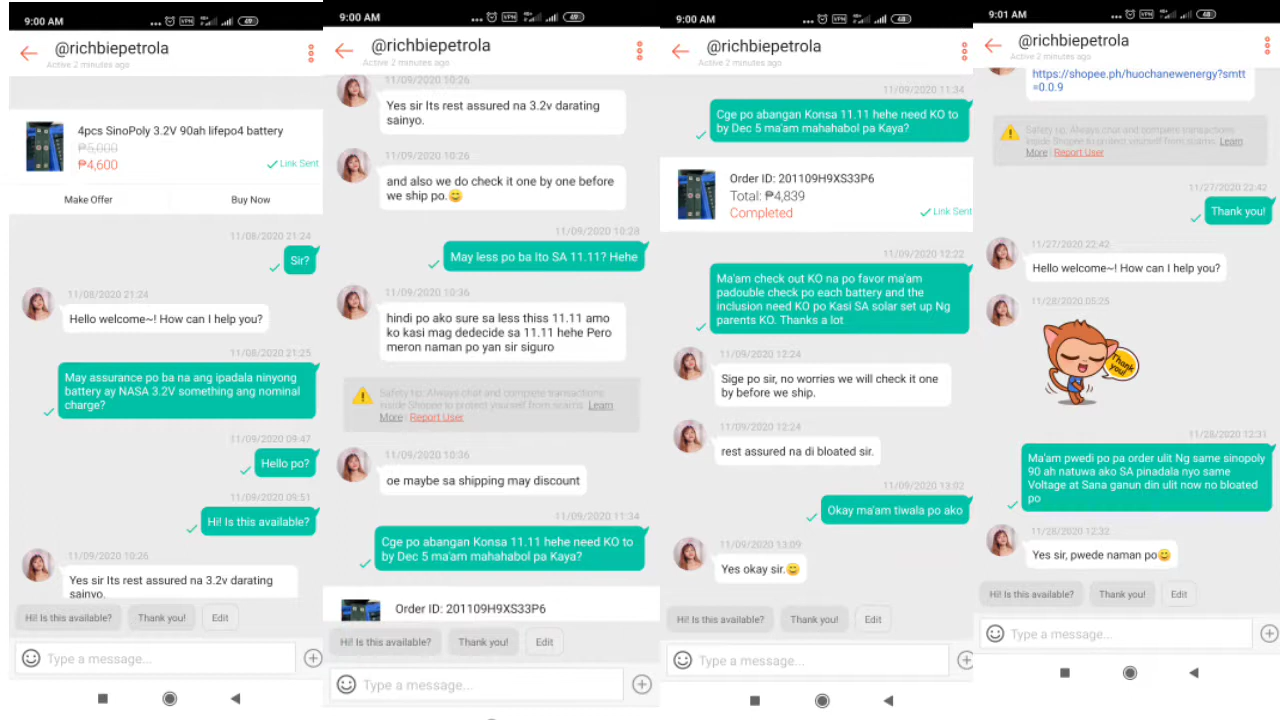 9:00 AM
VPN
49
@richbiepetrola
Active 2 minutes ago
4pcs SinoPoly 3.2V 90ah lifepo4 battery
₱5,000
₱4,600
Link Sent
Make Offer
Buy Now
11/08/2020 21:24
Sir?
11/08/2020 21:24
Hello welcome~! How can I help you?
11/08/2020 21:25
May assurance po ba na ang ipadala ninyong
battery ay NASA 3.2V something ang nominal
charge?
11/09/2020 09:47
Hello po?
11/09/2020 09:51
Hi! Is this available?
11/09/2020 10:26
Yes sir Its rest assured na 3.2v darating
sainyo.
Hi! Is this available?
Thank you!
Edit
Type a message...
9:00 AM
VPN
49
@richbiepetrola
Active 2 minutes ago
11/09/2020 10:26
Yes sir Its rest assured na 3.2v darating
sainyo.
11/09/2020 10:26
and also we do check it one by one before
we ship po.😊
11/09/2020 10:28
May less po ba Ito SA 11.11? Hehe
11/09/2020 10:36
hindi po ako sure sa less thiss 11.11 amo
ko kasi mag dedecide sa 11.11 hehe Pero
meron naman po yan sir siguro
Safety tip: Always chat and complete transactions
inside Shopee to protect yourself from scams. Learn
More | Report User
11/09/2020 10:36
oe maybe sa shipping may discount
11/09/2020 11:34
Cge po abangan Konsa 11.11 hehe need KO to
by Dec 5 ma'am mahahabol pa Kaya?
Order ID: 201109H9XS33P6
Hi! Is this available?
Thank you!
Edit
Type a message...
9:00 AM
VPN
48
@richbiepetrola
Active 2 minutes ago
11/09/2020 11:34
Cge po abangan Konsa 11.11 hehe need KO to
by Dec 5 ma'am mahahabol pa Kaya?
Order ID: 201109H9XS33P6
Total: ₱4,839
Completed
Link Sent
11/09/2020 12:22
Ma'am check out KO na po favor ma'am
padouble check po each battery and the
inclusion need KO po Kasi SA solar set up Ng
parents KO. Thanks a lot
11/09/2020 12:24
Sige po sir, no worries we will check it one
by before we ship.
11/09/2020 12:24
rest assured na di bloated sir.
11/09/2020 13:02
Okay ma'am tiwala po ako
11/09/2020 13:09
Yes okay sir.😊
Hi! Is this available?
Thank you!
Edit
Type a message...
9:01 AM
VPN
48
@richbiepetrola
Active 2 minutes ago
https://shopee.ph/huochanewenergy?smtt
=0.0.9
Safety tip: Always chat and complete transactions
inside Shopee to protect yourself from scams. Learn
More | Report User
11/27/2020 22:42
Thank you!
11/27/2020 22:42
Hello welcome~! How can I help you?
11/28/2020 05:25
Thank
you!
11/28/2020 12:31
Ma'am pwedi po pa order ulit Ng same sinopoly
90 ah natuwa ako SA pinadala nyo same
Voltage at Sana ganun din ulit now no bloated
po
11/28/2020 12:32
Yes sir, pwede naman po😊
Hi! Is this available?
Thank you!
Edit
Type a message...